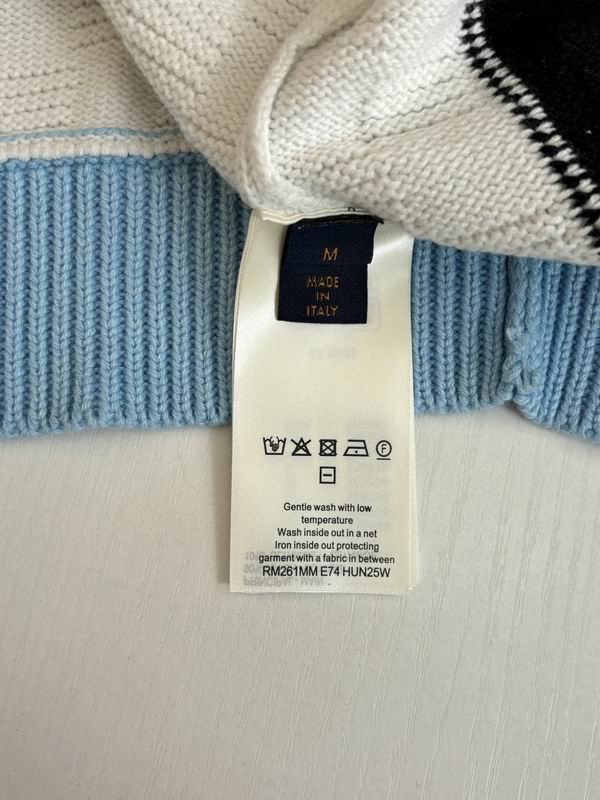 M
MADE
IN
ITALY
F
Gentle wash with low
temperature
Wash inside out in a net
Iron inside out protecting
garment with a fabric in between
RM261MM E74 HUN25W